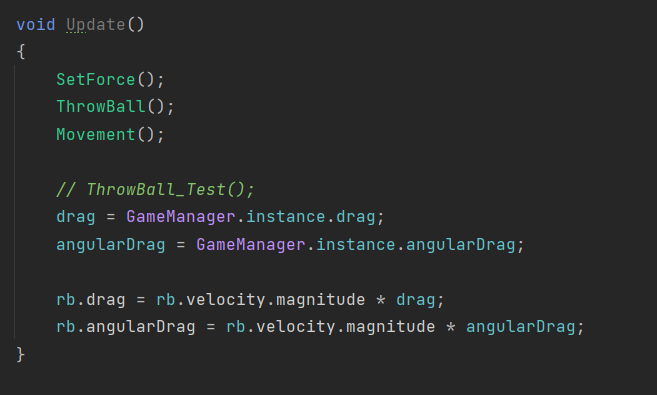 void Update()
{
SetForce();
ThrowBall();
Movement();
// ThrowBall_Test();
drag = GameManager.instance.drag;
angularDrag = GameManager.instance.angularDrag;
rb.drag = rb.velocity.magnitude * drag;
rb.angularDrag = rb.velocity.magnitude * angularDrag;
}